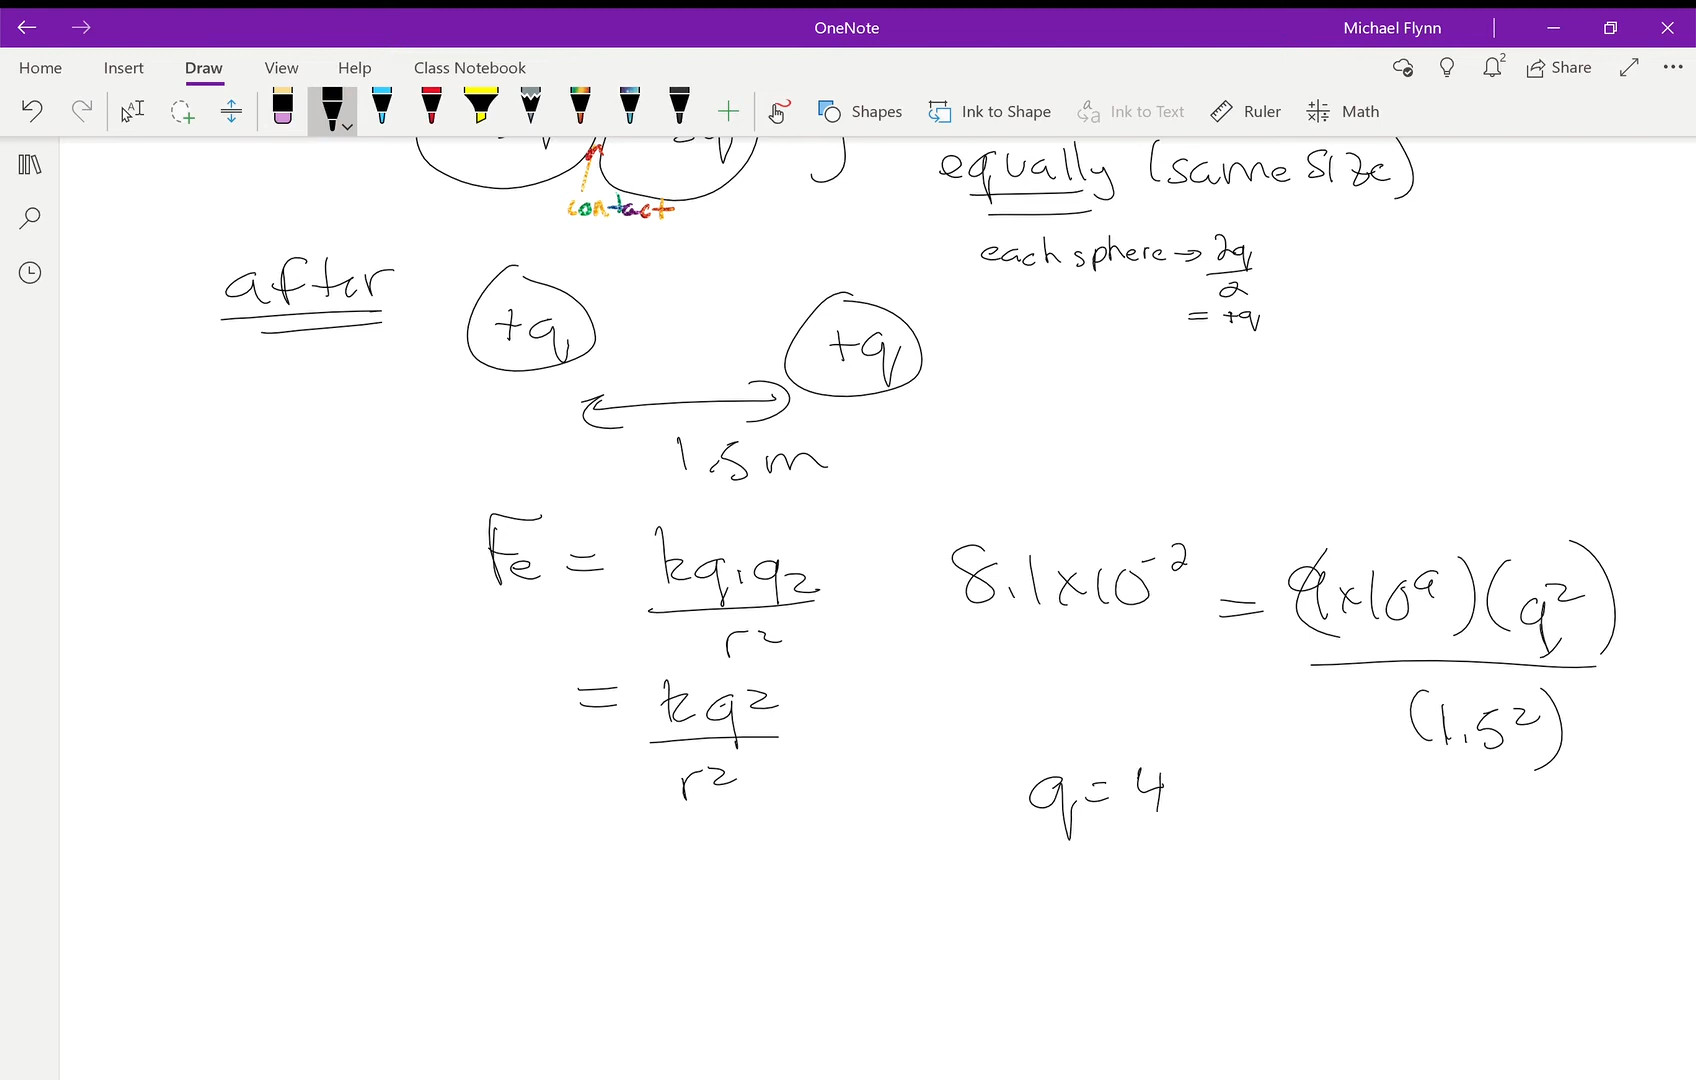 OneNote
Michael Flynn
Home Insert Draw View Help Class Notebook
2
Share
Shapes
Ink to Shape
Ink to Text
Ruler
Math
contact
equally (same size)
each sphere → 2q
2
= +q
after
+q
+q
1.5 m
Fe = kq1q2
r²
= kq²
r²
8.1x10⁻² = (9x10⁹)(q²)
(1.5²)
q = 4